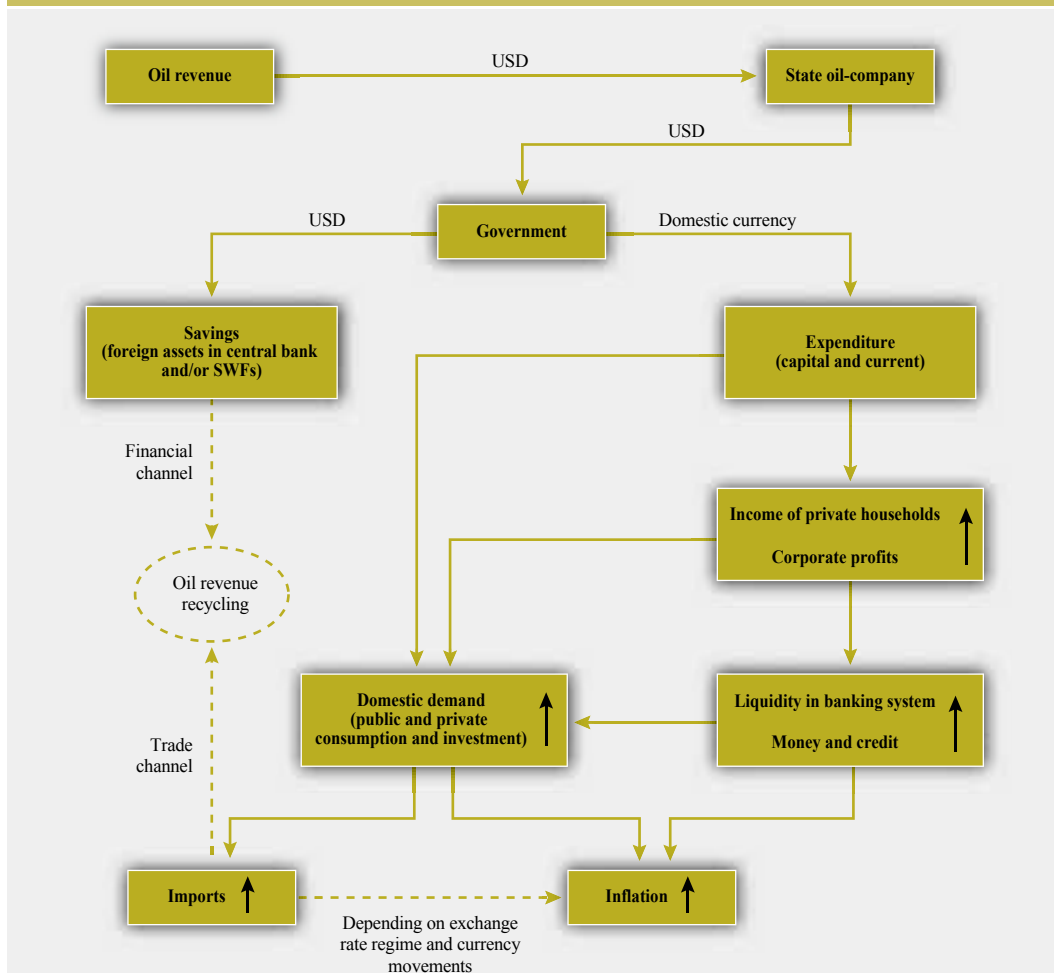 USD
Oil revenue
State oil-company
USD
USD
Government
Domestic currency
Savings
(foreign assets in central bank
and/or SWFs)
Expenditure
(capital and current)
Financial
channel
Income of private households
Corporate profits
Oil revenue
recycling
Domestic demand
(public and private
consumption and investment)
Liquidity in banking system
Money and credit
Trade
channel
Imports
Inflation
Depending on exchange
rate regime and currency
movements